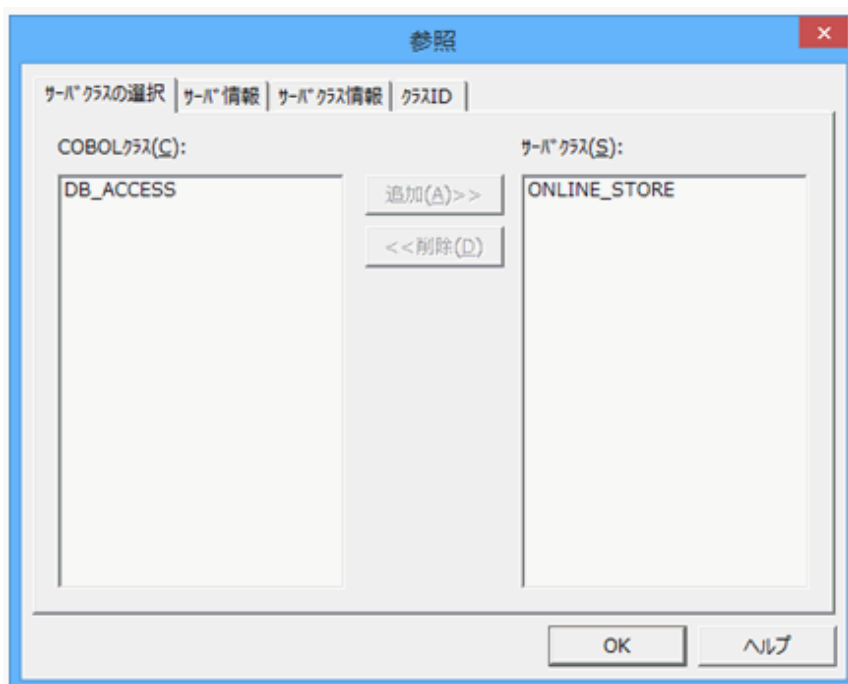 参照
ｻｰﾊﾞｸﾗｽの選択 ｻｰﾊﾞ情報 ｻｰﾊﾞｸﾗｽ情報 ｸﾗｽID
COBOLｸﾗｽ(C): ｻｰﾊﾞｸﾗｽ(S):
DB_ACCESS 追加(A)>> ONLINE_STORE
<<削除(D)
OK ヘルプ